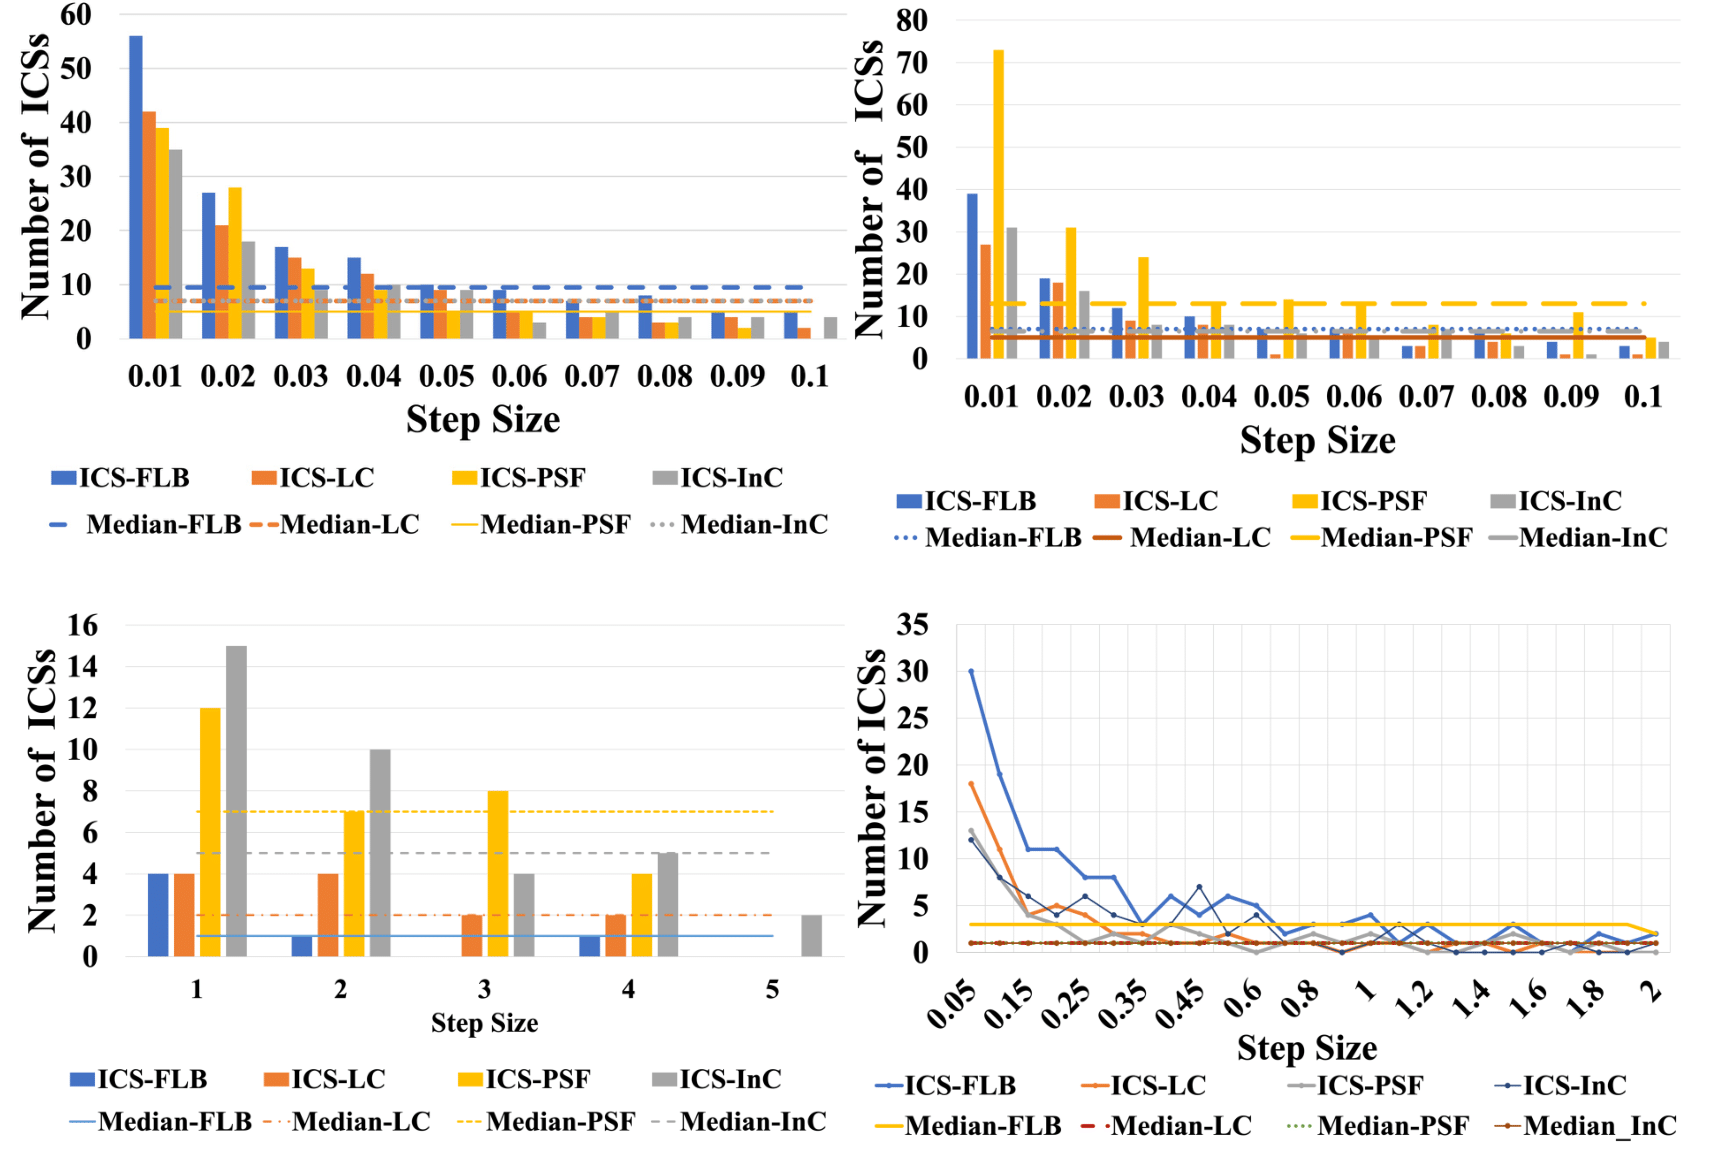 Number of ICSs
60
50
40
30
20
10
0
0.01 0.02 0.03 0.04 0.05 0.06 0.07 0.08 0.09 0.1
Step Size
ICS-FLB ICS-LC ICS-PSF ICS-InC
Median-FLB Median-LC Median-PSF Median-InC
Number of ICSs
80
70
60
50
40
30
20
10
0
0.01 0.02 0.03 0.04 0.05 0.06 0.07 0.08 0.09 0.1
Step Size
ICS-FLB ICS-LC ICS-PSF ICS-InC
Median-FLB Median-LC Median-PSF Median-InC
Number of ICSs
16
14
12
10
8
6
4
2
0
1 2 3 4 5
Step Size
ICS-FLB ICS-LC ICS-PSF ICS-InC
Median-FLB Median-LC Median-PSF Median-InC
Number of ICSs
35
30
25
20
15
10
5
0
0.05 0.15 0.25 0.35 0.45 0.6 0.8 1 1.2 1.4 1.6 1.8 2
Step Size
ICS-FLB ICS-LC ICS-PSF ICS-InC
Median-FLB Median-LC Median-PSF Median_InC